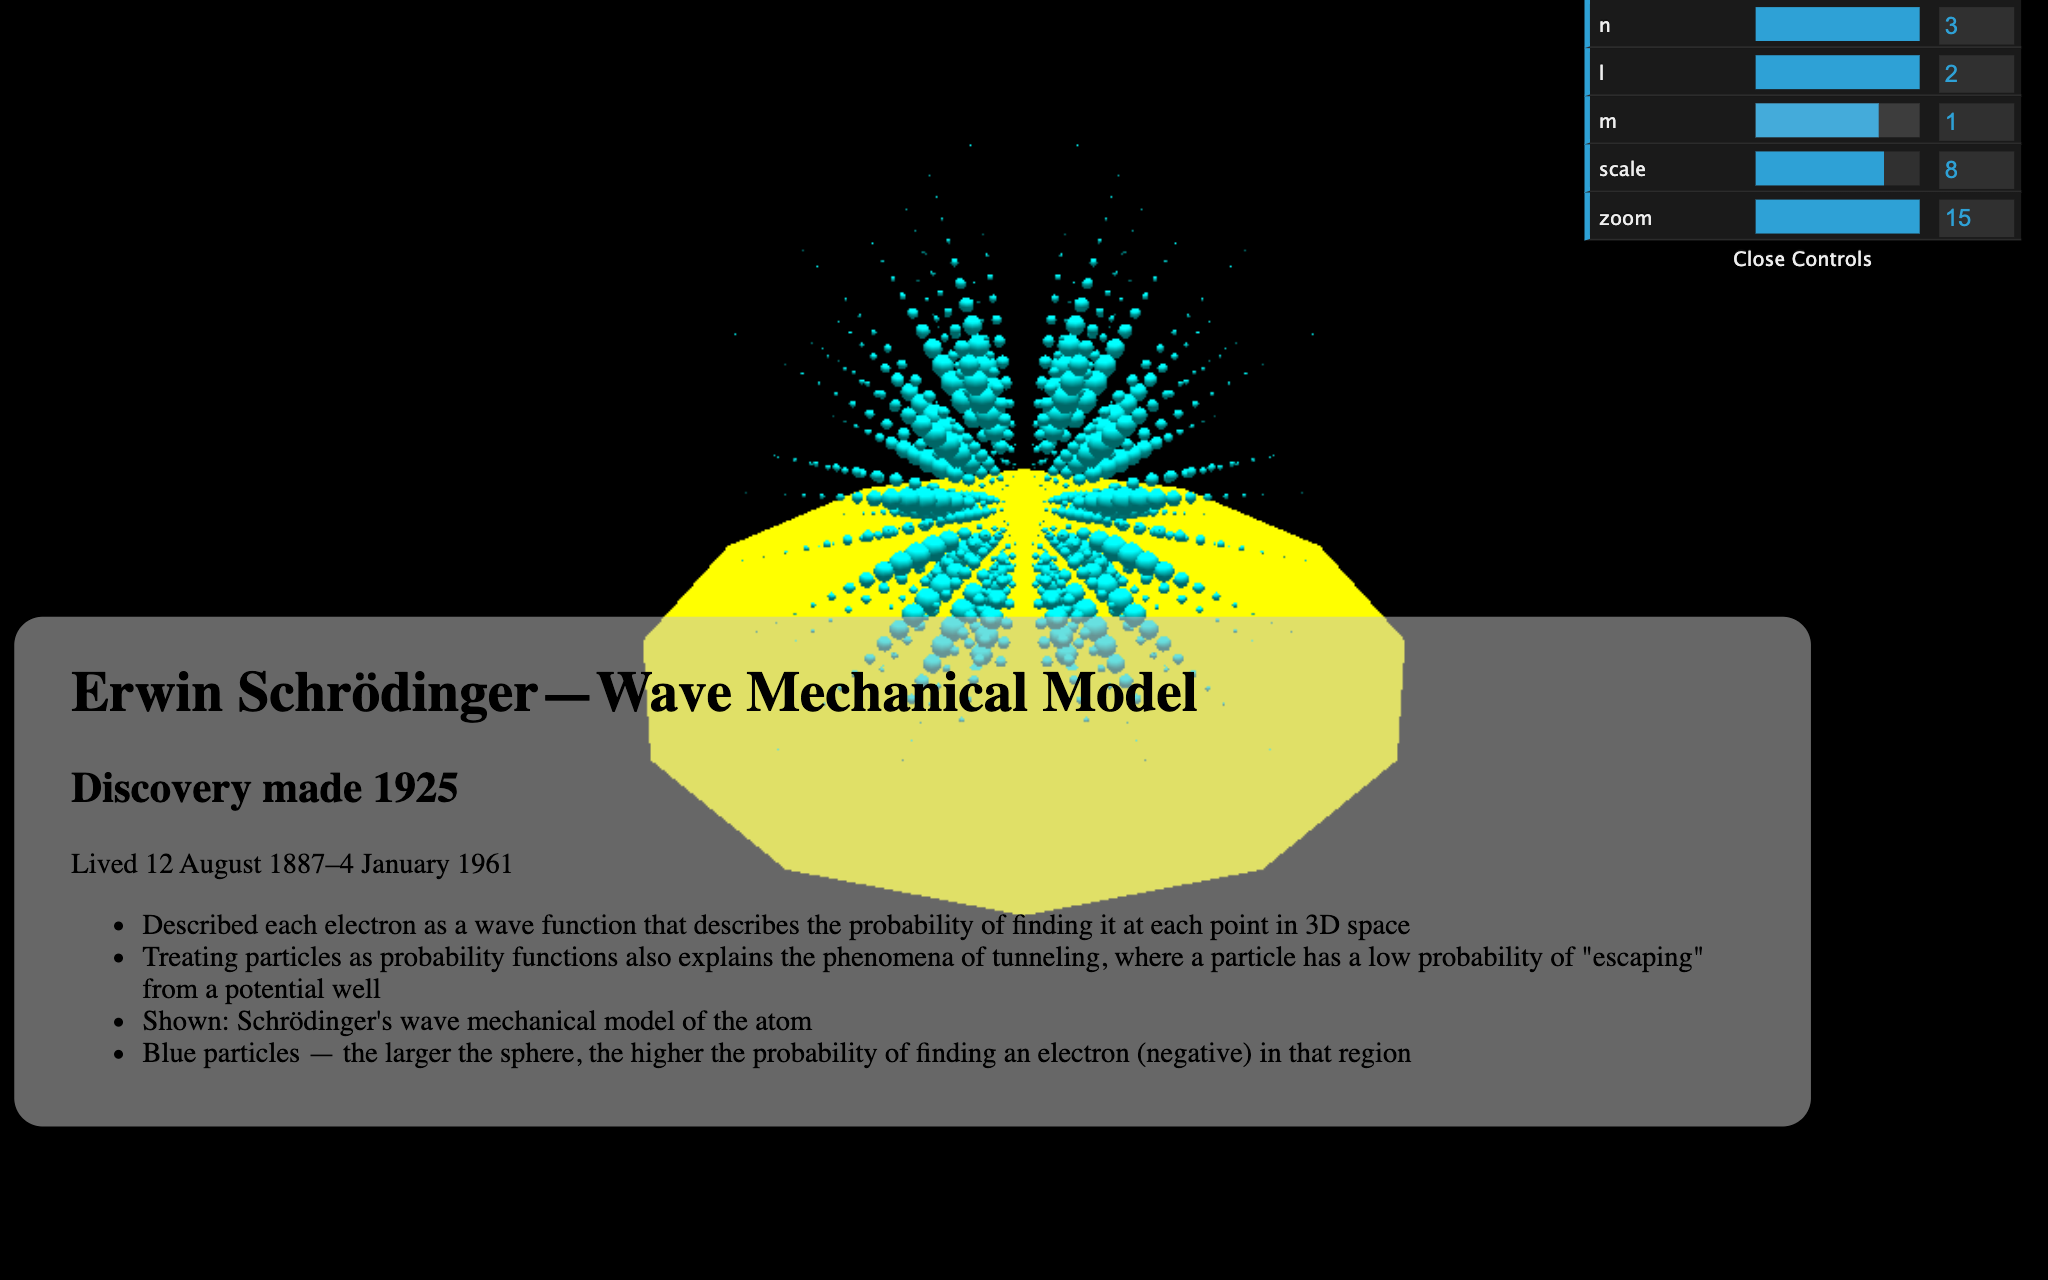 n 3
l 2
m 1
scale 8
zoom 15
Close Controls
Erwin Schrödinger—Wave Mechanical Model
Discovery made 1925
Lived 12 August 1887–4 January 1961
• Described each electron as a wave function that describes the probability of finding it at each point in 3D space
• Treating particles as probability functions also explains the phenomena of tunneling, where a particle has a low probability of "escaping"
from a potential well
• Shown: Schrödinger's wave mechanical model of the atom
• Blue particles — the larger the sphere, the higher the probability of finding an electron (negative) in that region